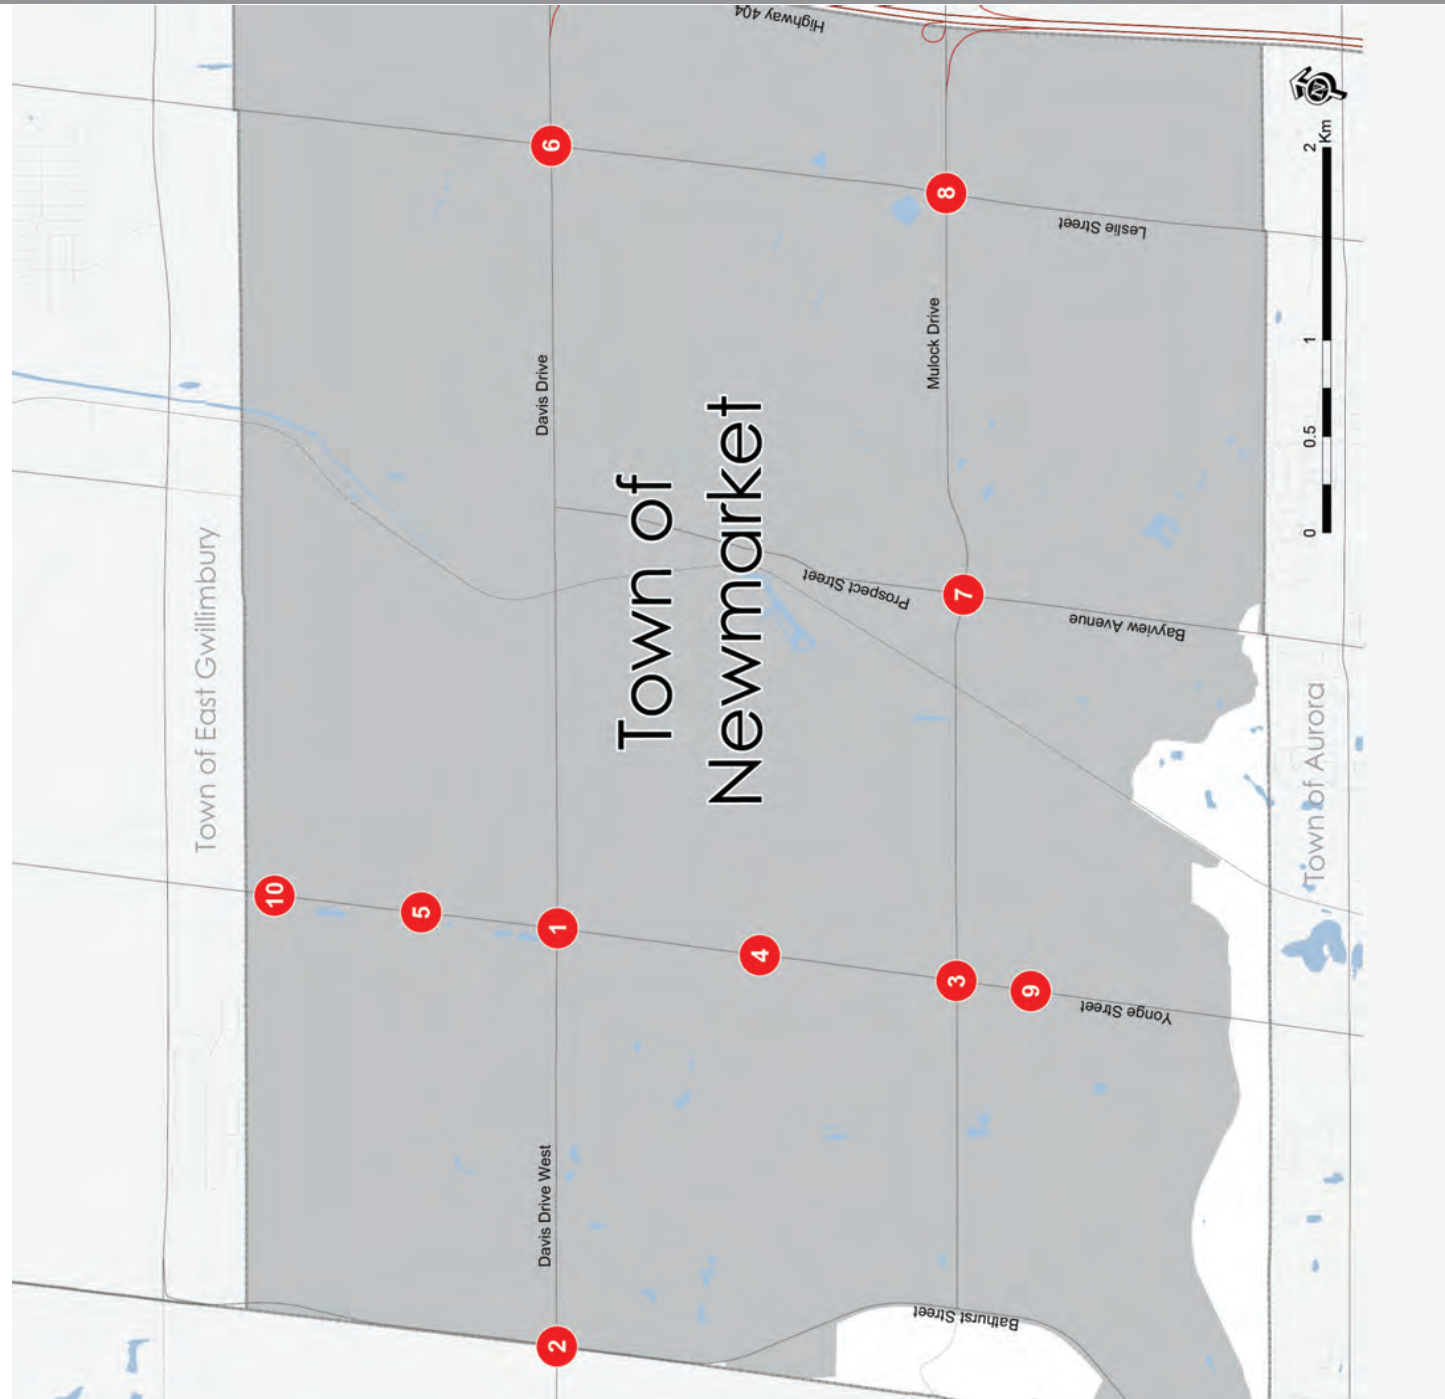 Highway 404
N
2
Km
1
0.5
0
6
8
Leslie Street
Davis Drive
Mulock Drive
Town of
Newmarket
Town of East Gwillimbury
Prospect Street
7
Bayview Avenue
Town of Aurora
10
5
1
4
3
9
Yonge Street
Davis Drive West
2
Bathurst Street